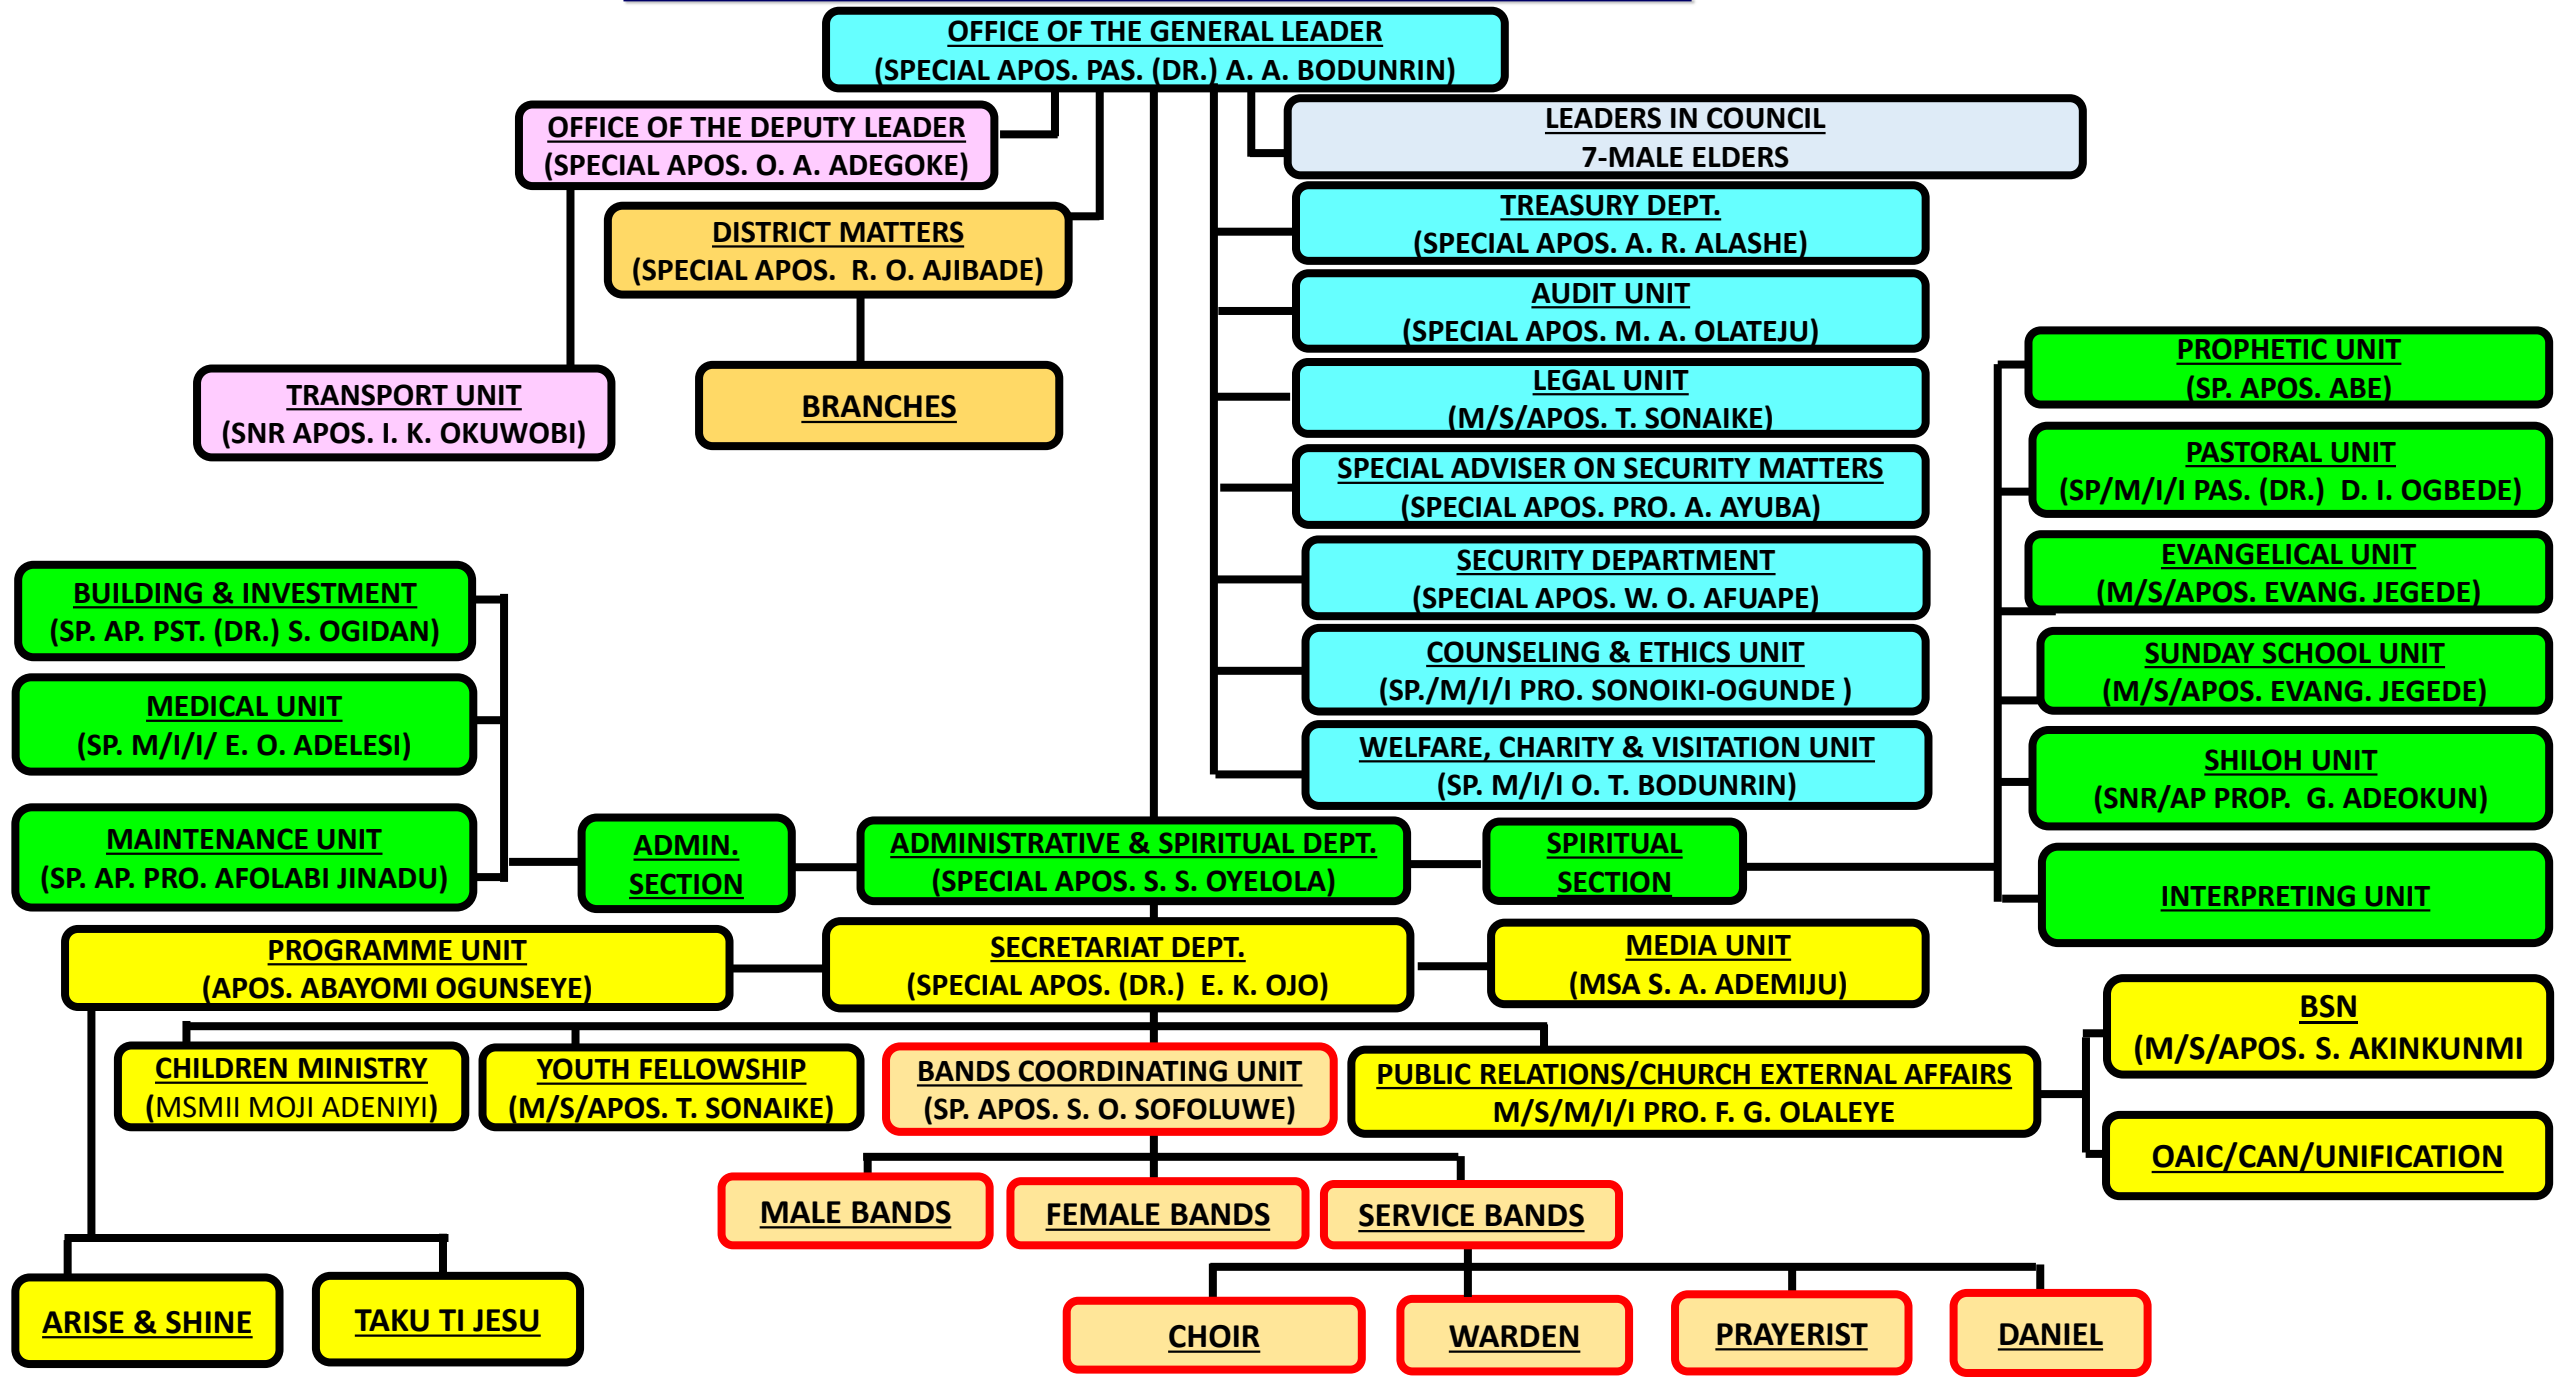 OFFICE OF THE GENERAL LEADER
(SPECIAL APOS. PAS. (DR.) A. A. BODUNRIN)
OFFICE OF THE DEPUTY LEADER
(SPECIAL APOS. O. A. ADEGOKE)
LEADERS IN COUNCIL
7-MALE ELDERS
DISTRICT MATTERS
(SPECIAL APOS.  R. O. AJIBADE)
TRANSPORT UNIT
(SNR APOS. I. K. OKUWOBI)
BRANCHES
TREASURY DEPT.
(SPECIAL APOS. A. R. ALASHE)
AUDIT UNIT
(SPECIAL APOS. M. A. OLATEJU)
LEGAL UNIT
(M/S/APOS. T. SONAIKE)
SPECIAL ADVISER ON SECURITY MATTERS
(SPECIAL APOS. PRO. A. AYUBA)
SECURITY DEPARTMENT
(SPECIAL APOS. W. O. AFUAPE)
COUNSELING & ETHICS UNIT
(SP./M/I/I PRO. SONOIKI-OGUNDE )
WELFARE, CHARITY & VISITATION UNIT
(SP. M/I/I O. T. BODUNRIN)
PROPHETIC UNIT
(SP. APOS. ABE)
PASTORAL UNIT
(SP/M/I/I PAS. (DR.)  D. I. OGBEDE)
EVANGELICAL UNIT
(M/S/APOS. EVANG. JEGEDE)
SUNDAY SCHOOL UNIT
(M/S/APOS. EVANG. JEGEDE)
SHILOH UNIT
(SNR/AP PROP.  G. ADEOKUN)
INTERPRETING UNIT
BUILDING & INVESTMENT
(SP. AP. PST. (DR.) S. OGIDAN)
MEDICAL UNIT
(SP. M/I/I/ E. O. ADELESI)
MAINTENANCE UNIT
(SP. AP. PRO. AFOLABI JINADU)
ADMIN.
SECTION
ADMINISTRATIVE & SPIRITUAL DEPT.
(SPECIAL APOS. S. S. OYELOLA)
SPIRITUAL
SECTION
PROGRAMME UNIT
(APOS. ABAYOMI OGUNSEYE)
SECRETARIAT DEPT.
(SPECIAL APOS. (DR.)  E. K. OJO)
MEDIA UNIT
(MSA S. A. ADEMIJU)
CHILDREN MINISTRY
(MSMII MOJI ADENIYI)
YOUTH FELLOWSHIP
(M/S/APOS. T. SONAIKE)
BANDS COORDINATING UNIT
(SP. APOS. S. O. SOFOLUWE)
PUBLIC RELATIONS/CHURCH EXTERNAL AFFAIRS
M/S/M/I/I PRO. F. G. OLALEYE
BSN
(M/S/APOS. S. AKINKUNMI
OAIC/CAN/UNIFICATION
MALE BANDS
FEMALE BANDS
SERVICE BANDS
ARISE & SHINE
TAKU TI JESU
CHOIR
WARDEN
PRAYERIST
DANIEL